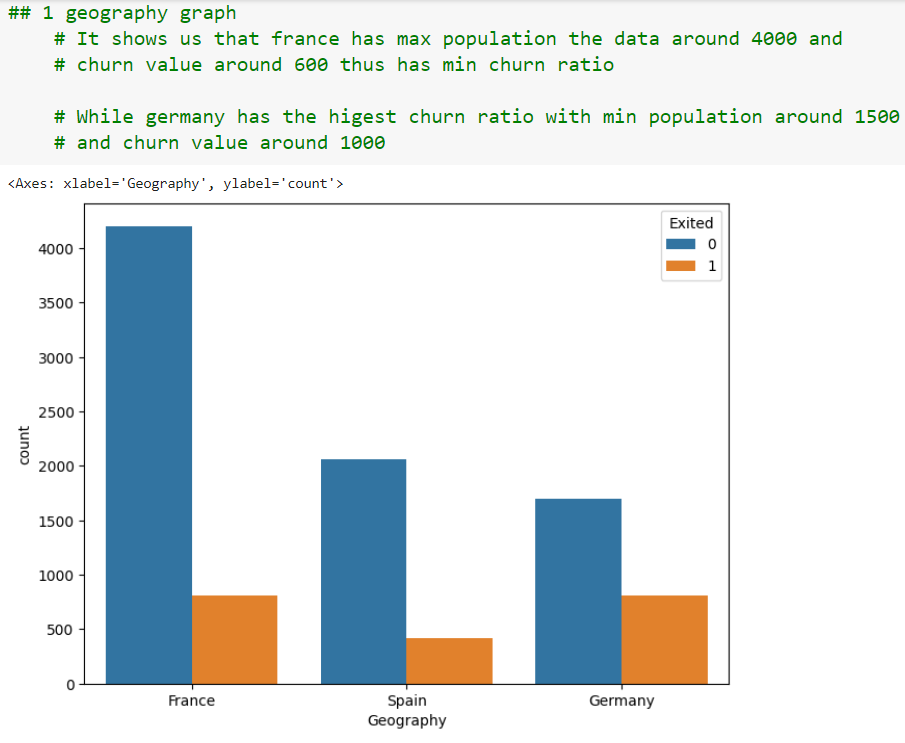 ## 1 geography graph
# It shows us that france has max population the data around 4000 and
# churn value around 600 thus has min churn ratio
# While germany has the higest churn ratio with min population around 1500
# and churn value around 1000
<Axes: xlabel='Geography', ylabel='count'>
Exited
0
1
4000
3500
3000
2500
2000
1500
1000
500
0
count
France Spain Germany
Geography